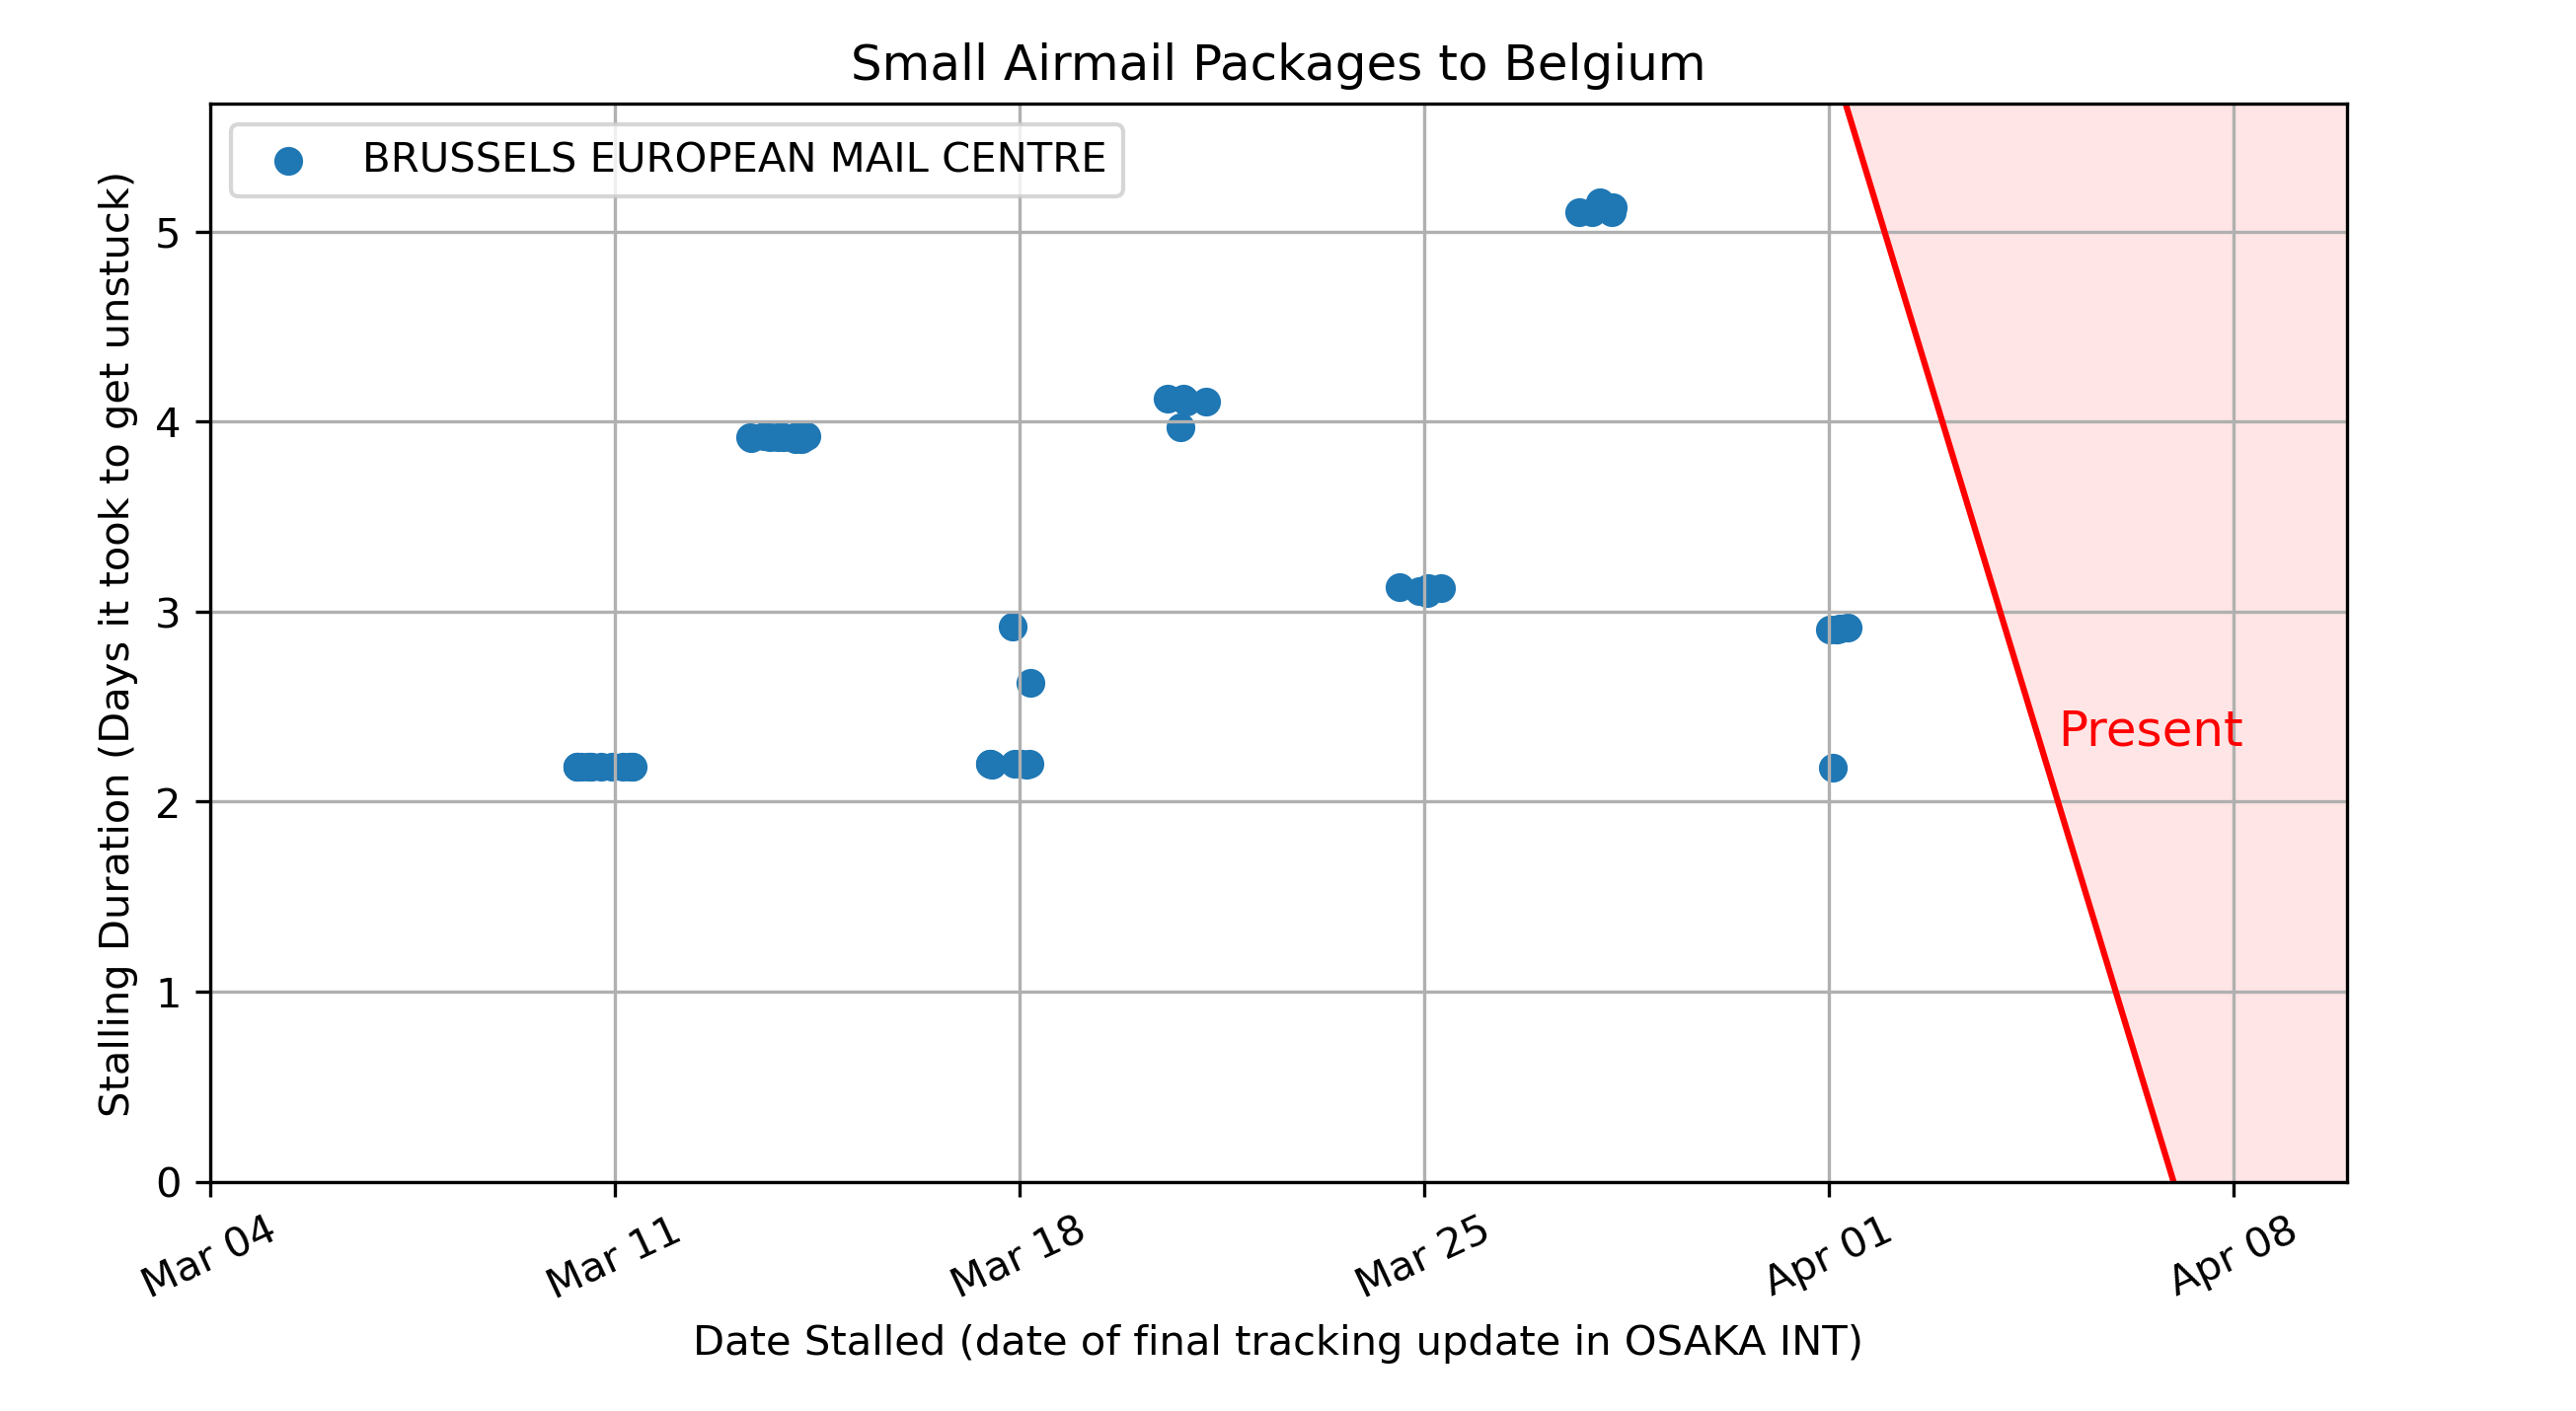 Small Airmail Packages to Belgium
BRUSSELS EUROPEAN MAIL CENTRE
Stalling Duration (Days it took to get unstuck)
5
4
3
2
1
0
Present
Mar 04
Mar 11
Mar 18
Mar 25
Apr 01
Apr 08
Date Stalled (date of final tracking update in OSAKA INT)